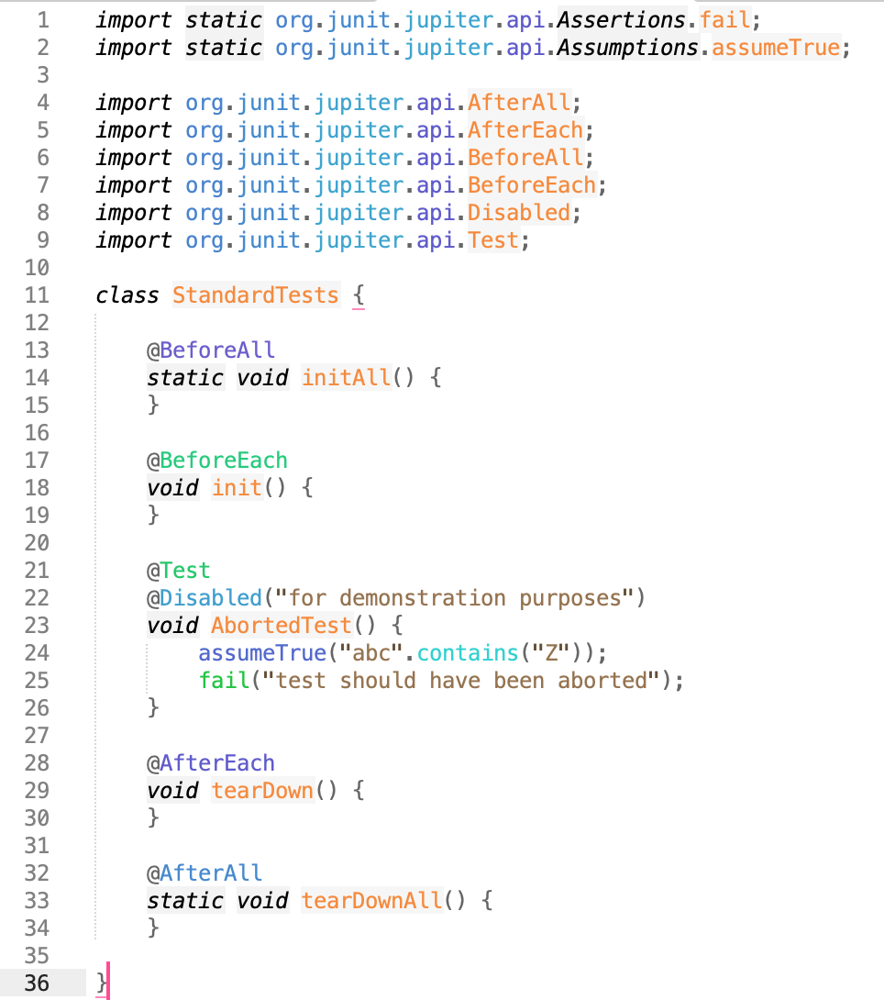 1 import static org.junit.jupiter.api.Assertions.fail;
2 import static org.junit.jupiter.api.Assumptions.assumeTrue;
3
4 import org.junit.jupiter.api.AfterAll;
5 import org.junit.jupiter.api.AfterEach;
6 import org.junit.jupiter.api.BeforeAll;
7 import org.junit.jupiter.api.BeforeEach;
8 import org.junit.jupiter.api.Disabled;
9 import org.junit.jupiter.api.Test;
10
11 class StandardTests {
12
13     @BeforeAll
14     static void initAll() {
15     }
16
17     @BeforeEach
18     void init() {
19     }
20
21     @Test
22     @Disabled("for demonstration purposes")
23     void AbortedTest() {
24         assumeTrue("abc".contains("Z"));
25         fail("test should have been aborted");
26     }
27
28     @AfterEach
29     void tearDown() {
30     }
31
32     @AfterAll
33     static void tearDownAll() {
34     }
35
36 }